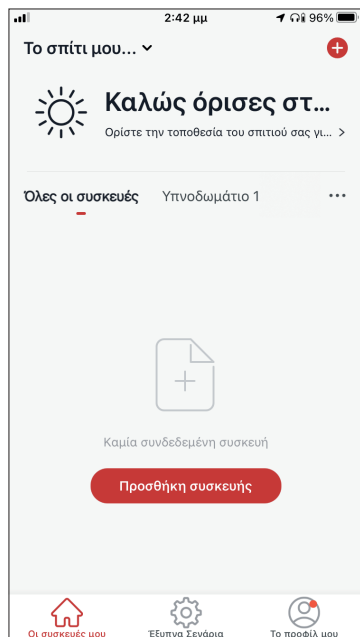 2:42 μμ 96%
Το σπίτι μου...
Καλώς όρισες στ...
Ορίστε την τοποθεσία του σπιτιού σας γι...
Όλες οι συσκευές Υπνοδωμάτιο 1
Καμία συνδεδεμένη συσκευή
Προσθήκη συσκευής
Οι συσκευές μου Έξυπνα Σενάρια Το προφίλ μου